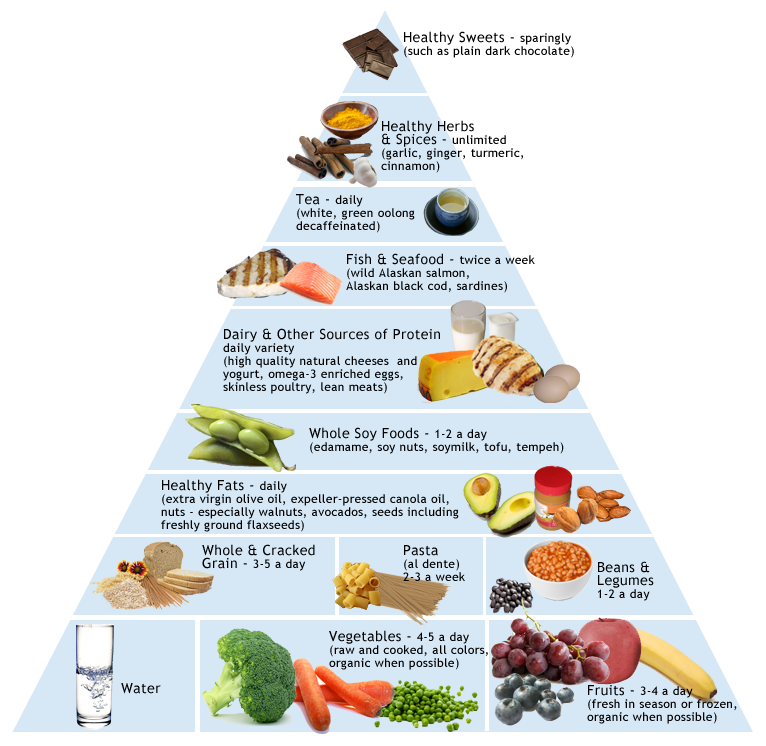 Healthy Sweets - sparingly
(such as plain dark chocolate)
Healthy Herbs
& Spices - unlimited
(garlic, ginger, turmeric,
cinnamon)
Tea - daily
(white, green oolong
decaffeinated)
Fish & Seafood - twice a week
(wild Alaskan salmon,
Alaskan black cod, sardines)
Dairy & Other Sources of Protein
daily variety
(high quality natural cheeses and
yogurt, omega-3 enriched eggs,
skinless poultry, lean meats)
Whole Soy Foods - 1-2 a day
(edamame, soy nuts, soymilk, tofu, tempeh)
Healthy Fats - daily
(extra virgin olive oil, expeller-pressed canola oil,
nuts - especially walnuts, avocados, seeds including
freshly ground flaxseeds)
Whole & Cracked
Grain - 3-5 a day
Pasta
(al dente)
2-3 a week
Beans &
Legumes
1-2 a day
Water
Vegetables - 4-5 a day
(raw and cooked, all colors,
organic when possible)
Fruits - 3-4 a day
(fresh in season or frozen,
organic when possible)